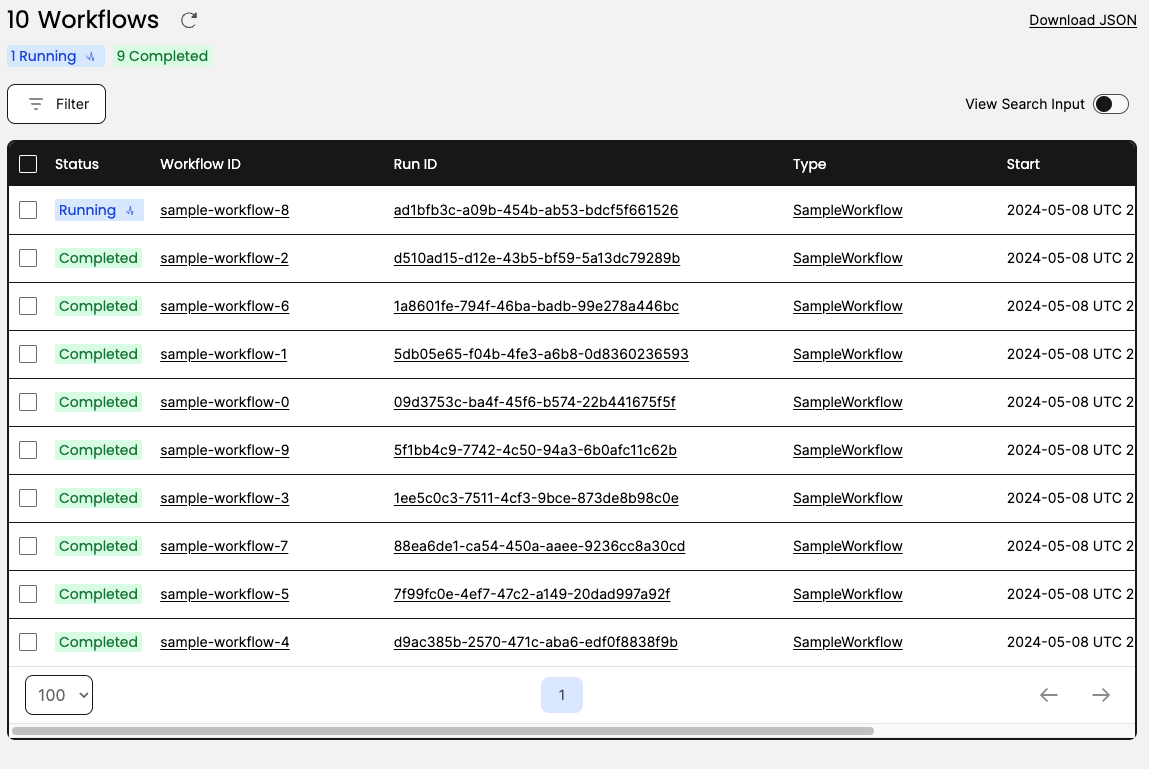 10 Workflows
Download JSON
1 Running 9 Completed
Filter
View Search Input
Status Workflow ID Run ID Type Start
Running sample-workflow-8 ad1bfb3c-a09b-454b-ab53-bdcf5f661526 SampleWorkflow 2024-05-08 UTC 2
Completed sample-workflow-2 d510ad15-d12e-43b5-bf59-5a13dc79289b SampleWorkflow 2024-05-08 UTC 2
Completed sample-workflow-6 1a8601fe-794f-46ba-badb-99e278a446bc SampleWorkflow 2024-05-08 UTC 2
Completed sample-workflow-1 5db05e65-f04b-4fe3-a6b8-0d8360236593 SampleWorkflow 2024-05-08 UTC 2
Completed sample-workflow-0 09d3753c-ba4f-45f6-b574-22b441675f5f SampleWorkflow 2024-05-08 UTC 2
Completed sample-workflow-9 5f1bb4c9-7742-4c50-94a3-6b0afc11c62b SampleWorkflow 2024-05-08 UTC 2
Completed sample-workflow-3 1ee5c0c3-7511-4cf3-9bce-873de8b98c0e SampleWorkflow 2024-05-08 UTC 2
Completed sample-workflow-7 88ea6de1-ca54-450a-aaee-9236cc8a30cd SampleWorkflow 2024-05-08 UTC 2
Completed sample-workflow-5 7f99fc0e-4ef7-47c2-a149-20dad997a92f SampleWorkflow 2024-05-08 UTC 2
Completed sample-workflow-4 d9ac385b-2570-471c-aba6-edf0f8838f9b SampleWorkflow 2024-05-08 UTC 2
100 1